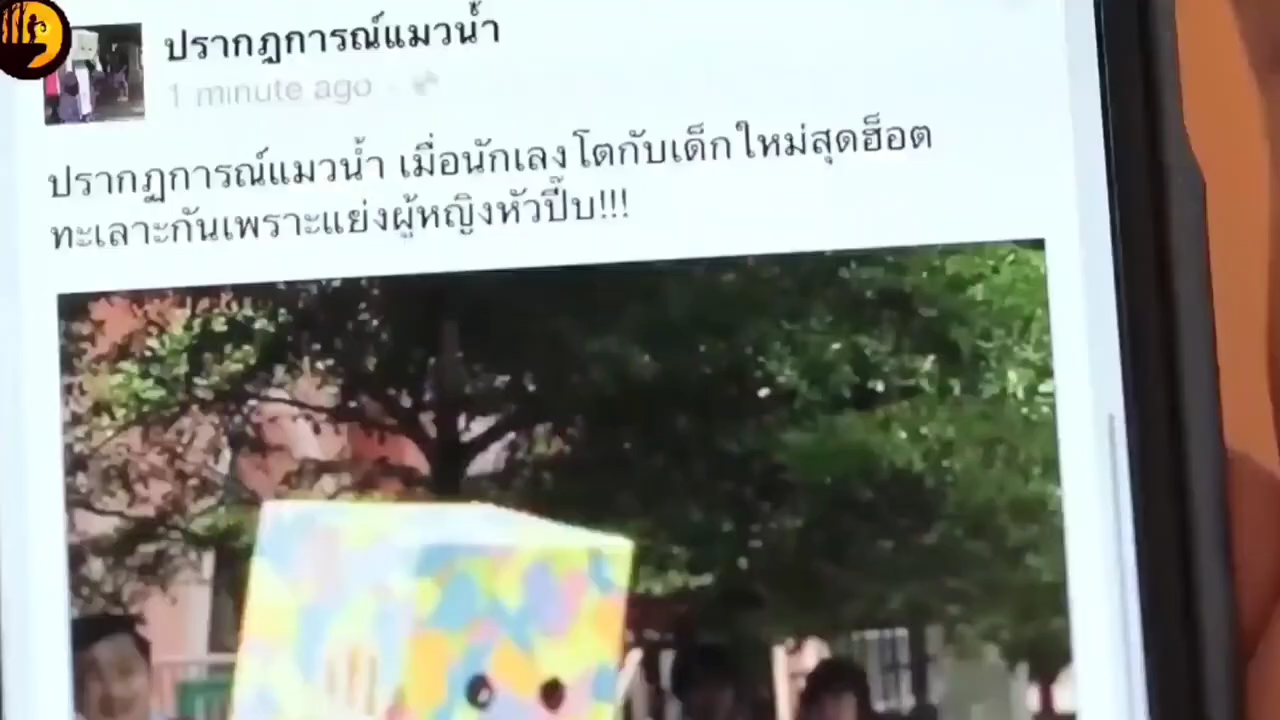 ปรากฏการณ์แมวน้ำ
1 minute ago
ปรากฏการณ์แมวน้ำ เมื่อนักเลงโตกับเด็กใหม่สุดฮ็อต
ทะเลาะกันเพราะแย่งผู้หญิงหัวปี๊บ!!!